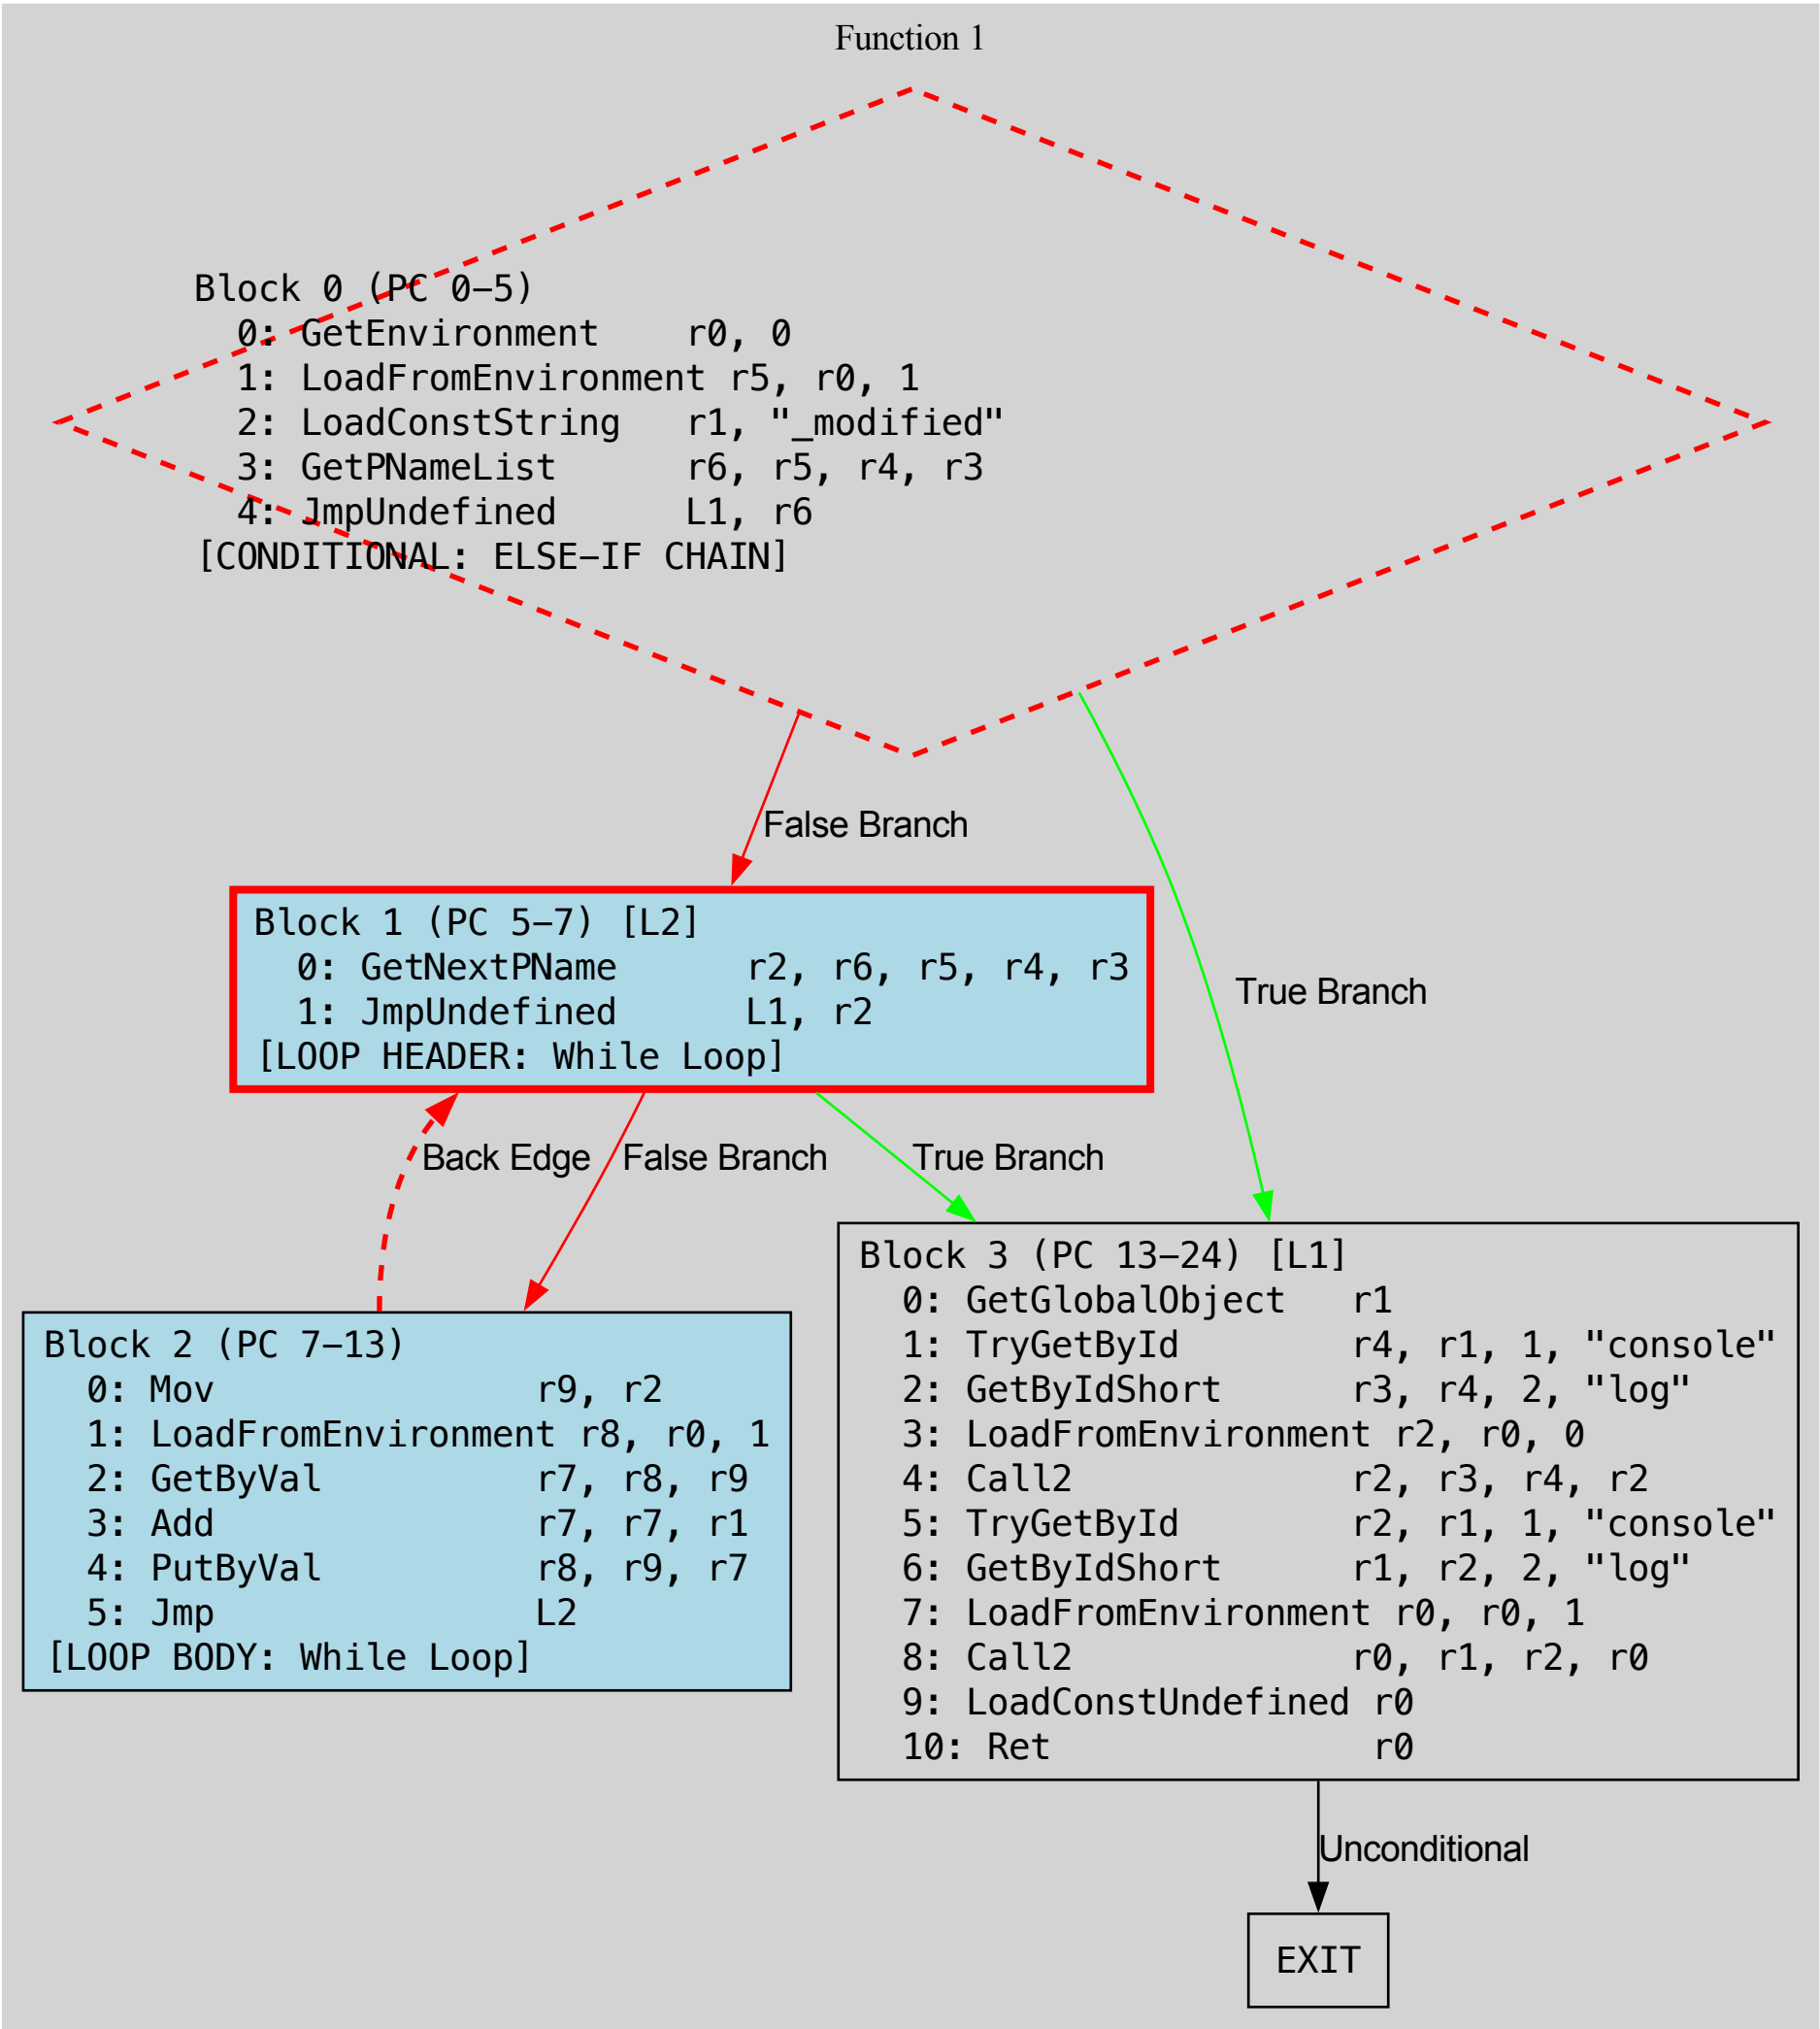 Function 1
Block 0 (PC 0–5)
  0: GetEnvironment    r0, 0
  1: LoadFromEnvironment r5, r0, 1
  2: LoadConstString   r1, "_modified"
  3: GetPNameList      r6, r5, r4, r3
  4: JmpUndefined      L1, r6
[CONDITIONAL: ELSE–IF CHAIN]
False Branch
True Branch
Block 1 (PC 5–7) [L2]
  0: GetNextPName      r2, r6, r5, r4, r3
  1: JmpUndefined      L1, r2
[LOOP HEADER: While Loop]
Back Edge
False Branch
True Branch
Block 2 (PC 7–13)
  0: Mov               r9, r2
  1: LoadFromEnvironment r8, r0, 1
  2: GetByVal          r7, r8, r9
  3: Add               r7, r7, r1
  4: PutByVal          r8, r9, r7
  5: Jmp               L2
[LOOP BODY: While Loop]
Block 3 (PC 13–24) [L1]
  0: GetGlobalObject   r1
  1: TryGetById        r4, r1, 1, "console"
  2: GetByIdShort      r3, r4, 2, "log"
  3: LoadFromEnvironment r2, r0, 0
  4: Call2             r2, r3, r4, r2
  5: TryGetById        r2, r1, 1, "console"
  6: GetByIdShort      r1, r2, 2, "log"
  7: LoadFromEnvironment r0, r0, 1
  8: Call2             r0, r1, r2, r0
  9: LoadConstUndefined r0
  10: Ret               r0
Unconditional
EXIT